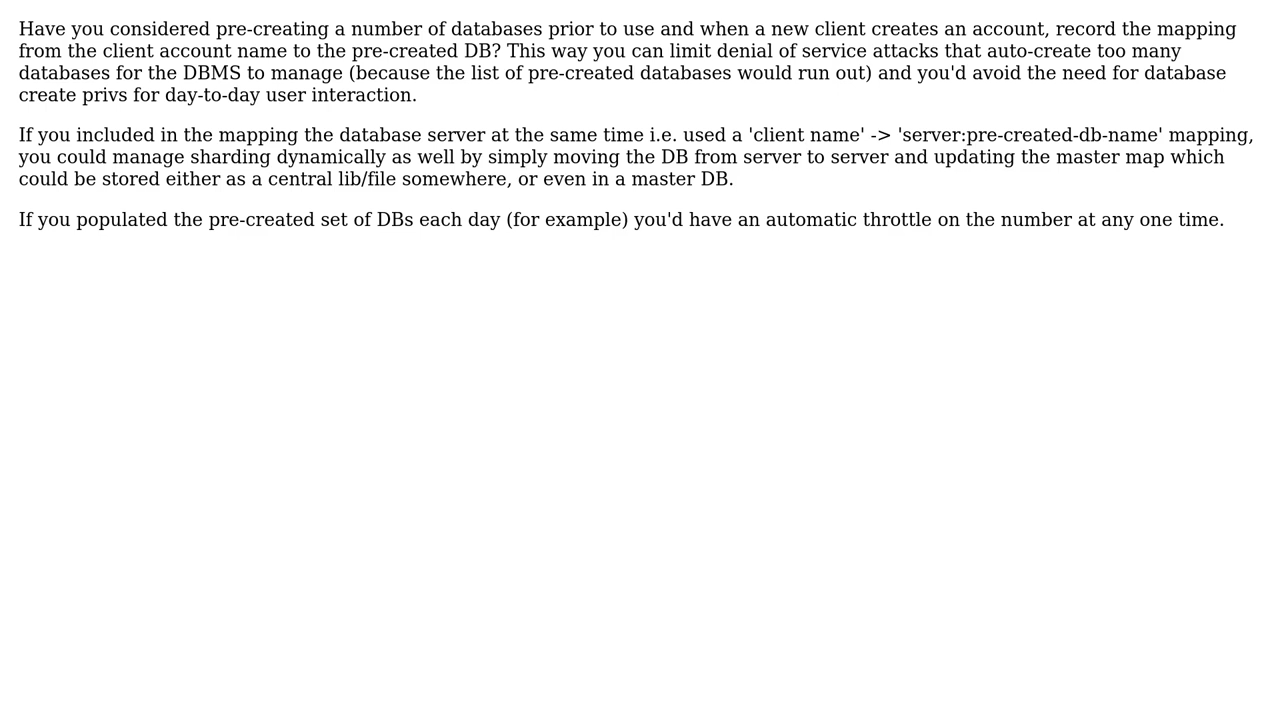 Have you considered pre-creating a number of databases prior to use and when a new client creates an account, record the mapping
from the client account name to the pre-created DB? This way you can limit denial of service attacks that auto-create too many
databases for the DBMS to manage (because the list of pre-created databases would run out) and you'd avoid the need for database
create privs for day-to-day user interaction.
If you included in the mapping the database server at the same time i.e. used a 'client name' -> 'server:pre-created-db-name' mapping,
you could manage sharding dynamically as well by simply moving the DB from server to server and updating the master map which
could be stored either as a central lib/file somewhere, or even in a master DB.
If you populated the pre-created set of DBs each day (for example) you'd have an automatic throttle on the number at any one time.